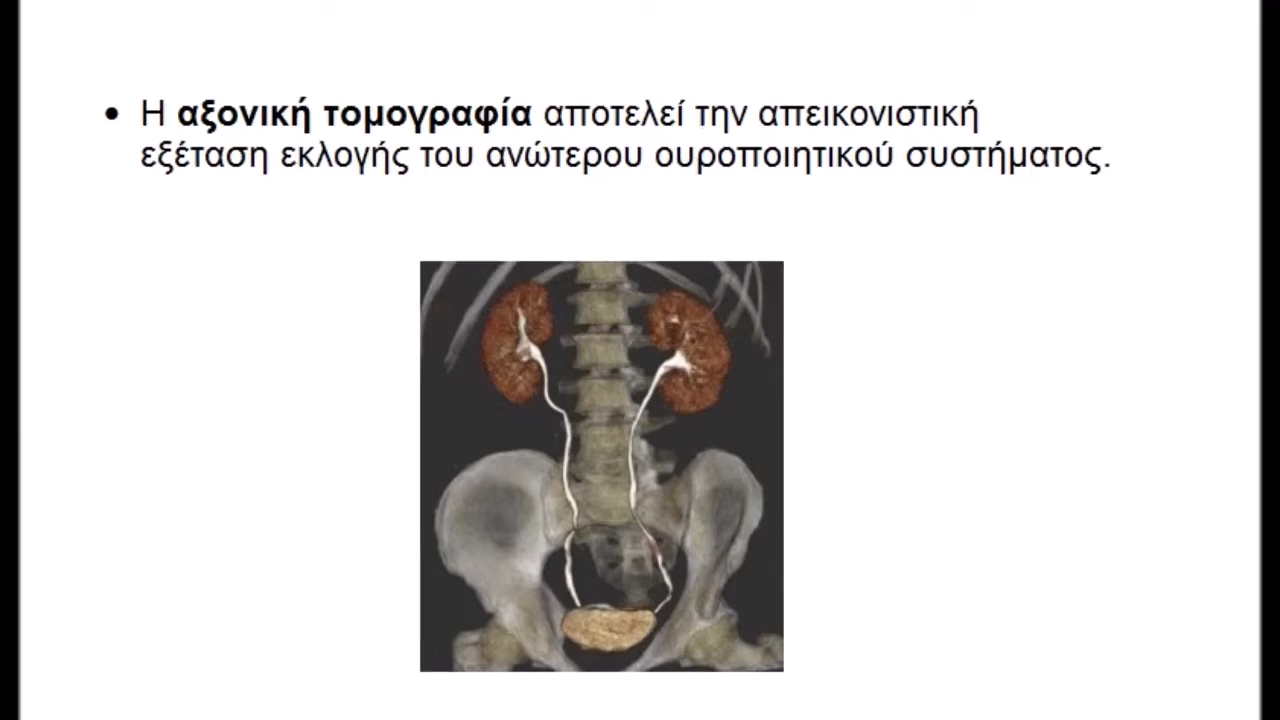 • Η αξονική τομογραφία αποτελεί την απεικονιστική
εξέταση εκλογής του ανώτερου ουροποιητικού συστήματος.